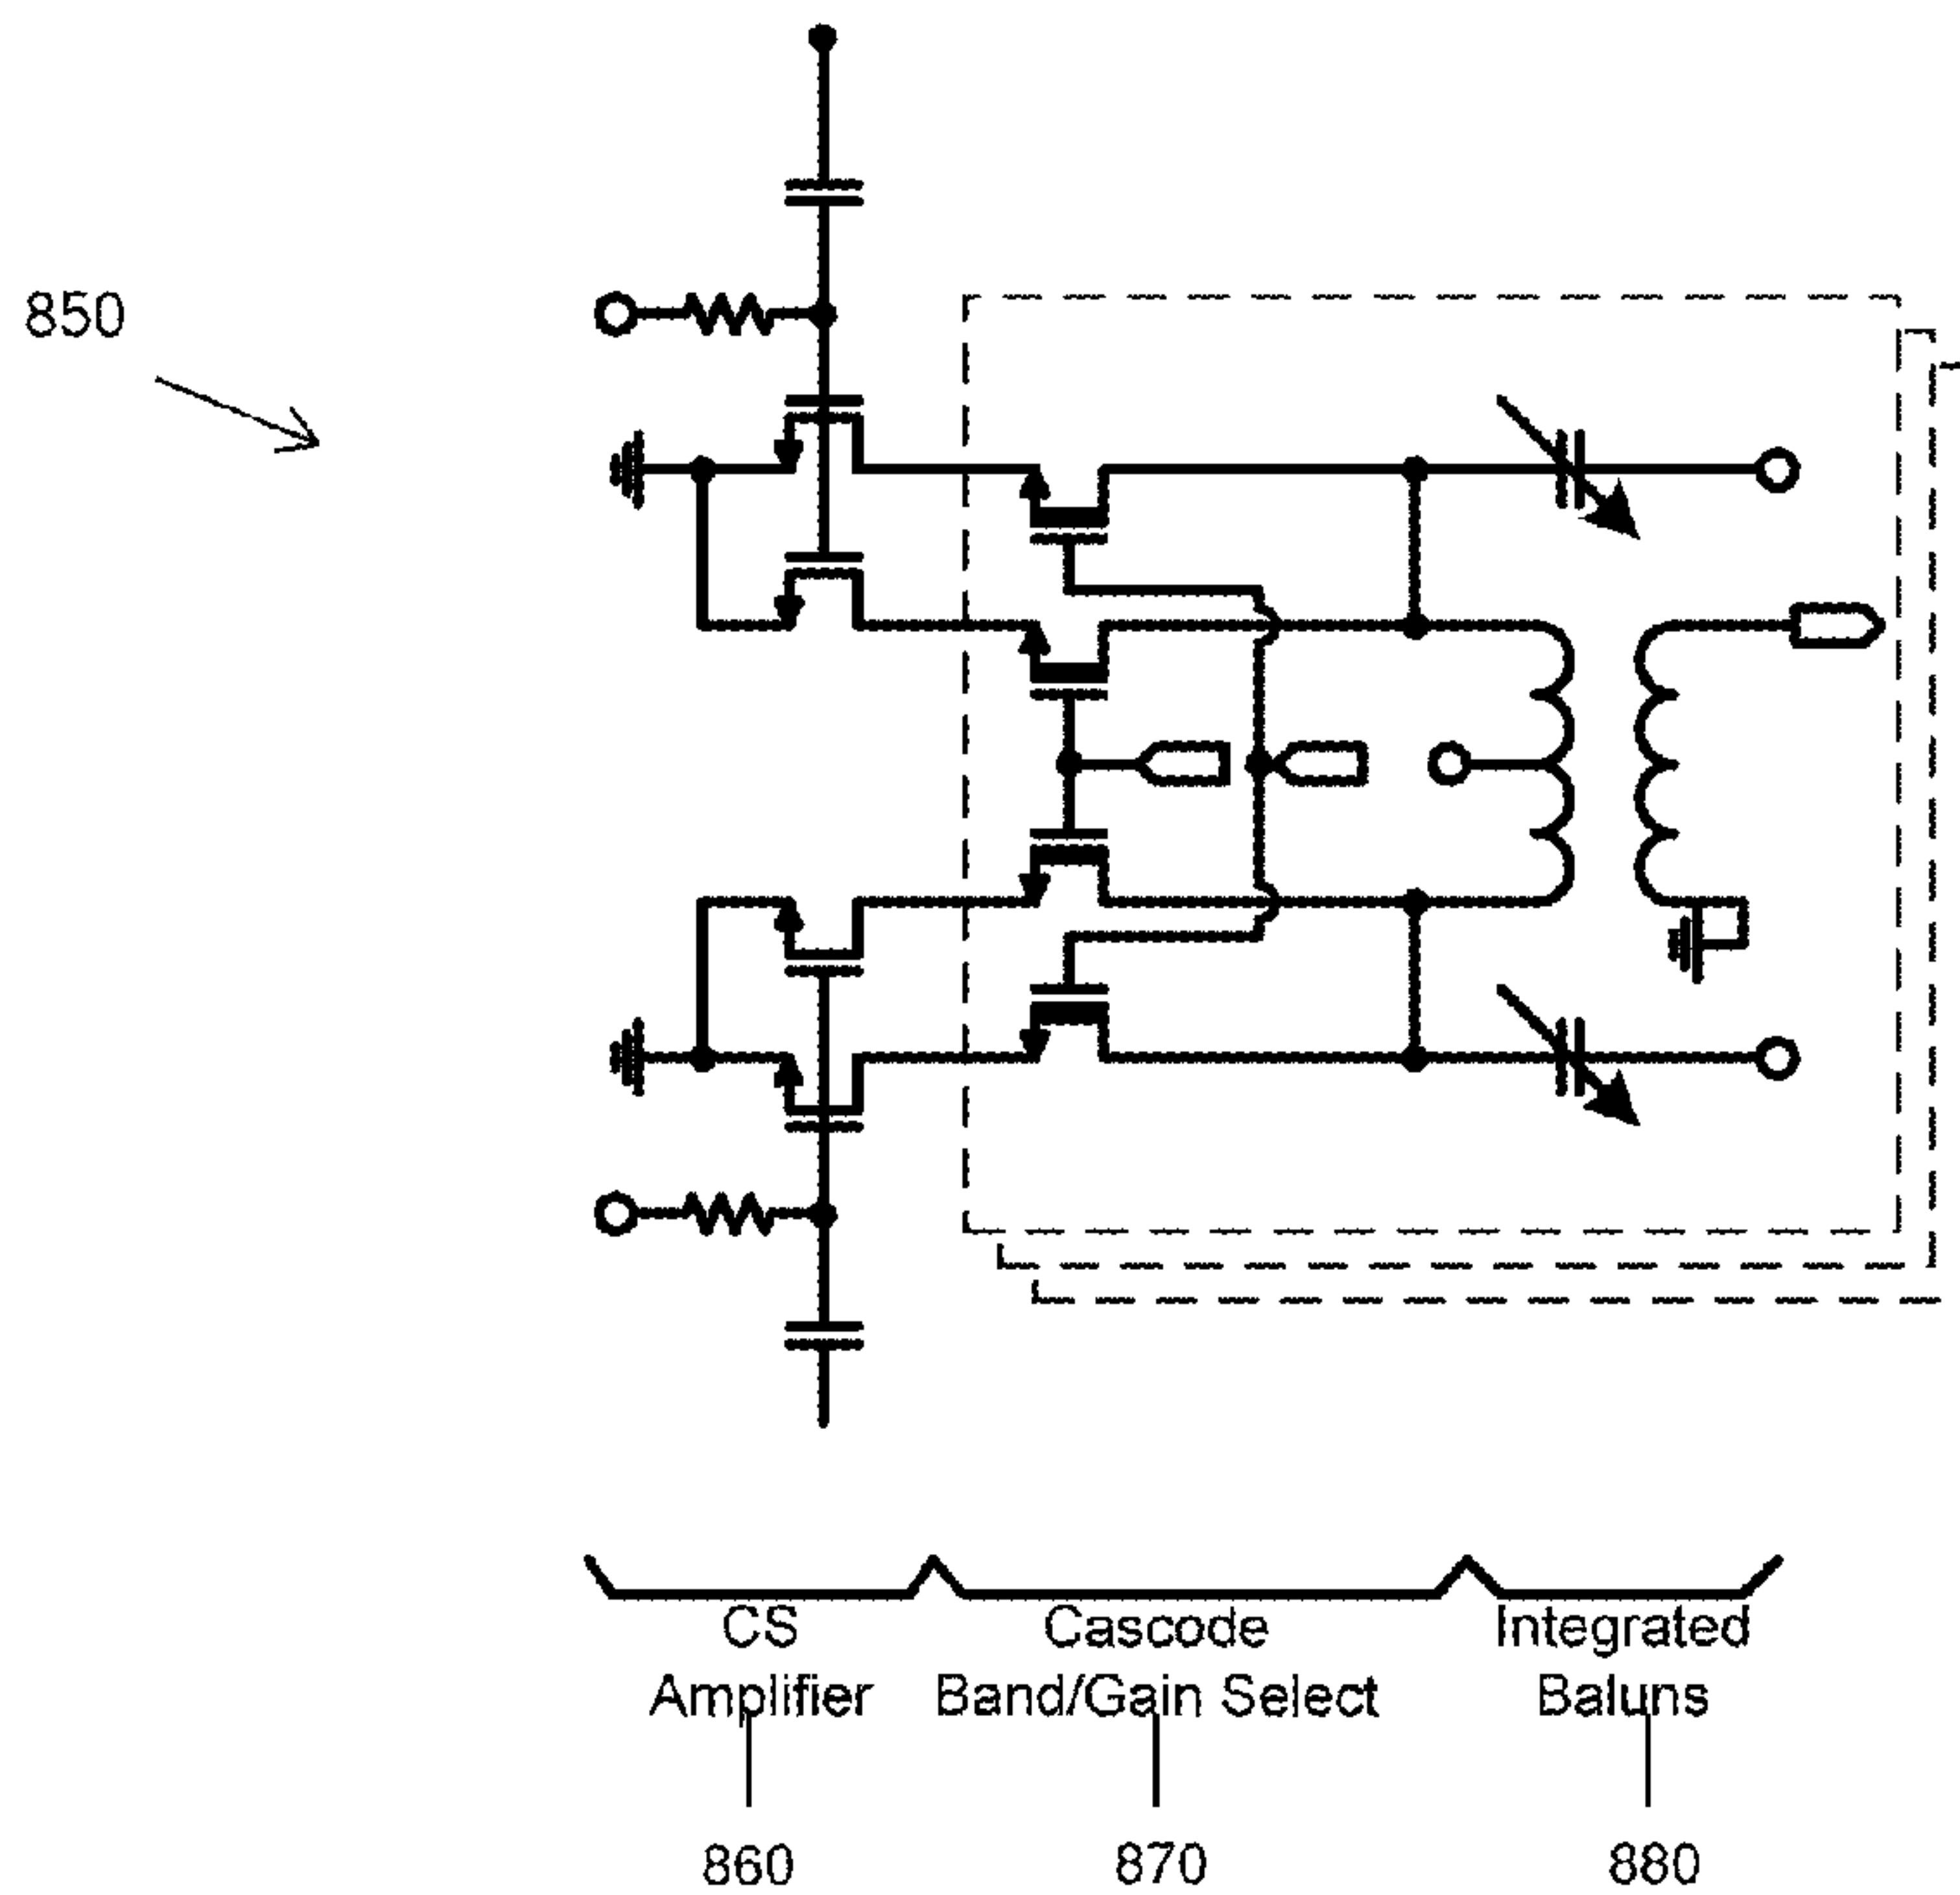 850
CS
Amplifier
Cascode
Band/Gain Select
Integrated
Baluns
860
870
880